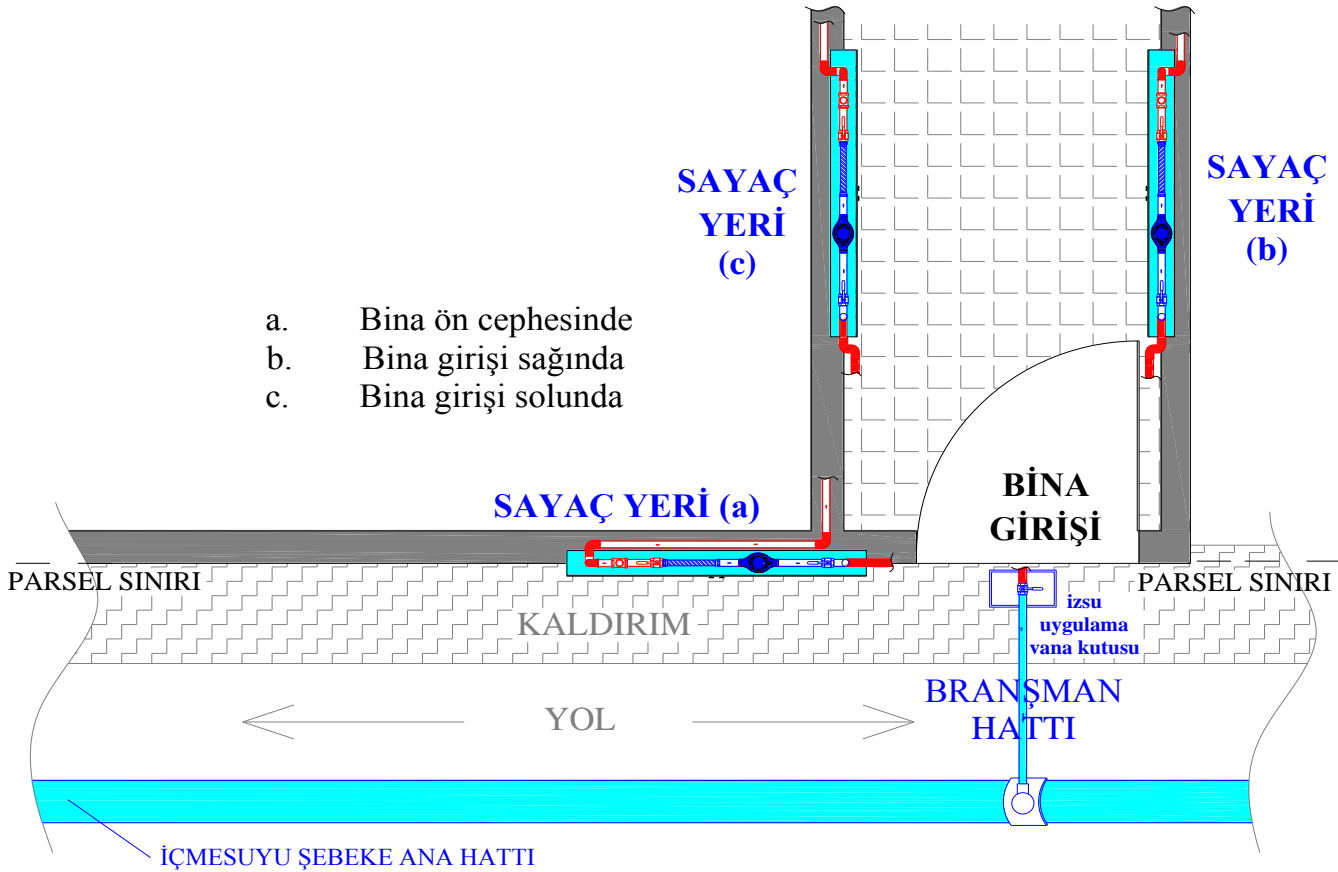 SAYAÇ
YERİ
(c)
SAYAÇ
YERİ
(b)
a. Bina ön cephesinde
b. Bina girişi sağında
c. Bina girişi solunda
SAYAÇ YERİ (a)
BİNA
GİRİŞİ
PARSEL SINIRI
PARSEL SINIRI
KALDIRIM
izsu
uygulama
vana kutusu
BRANŞMAN
HATTI
YOL
İÇMESUYU ŞEBEKE ANA HATTI